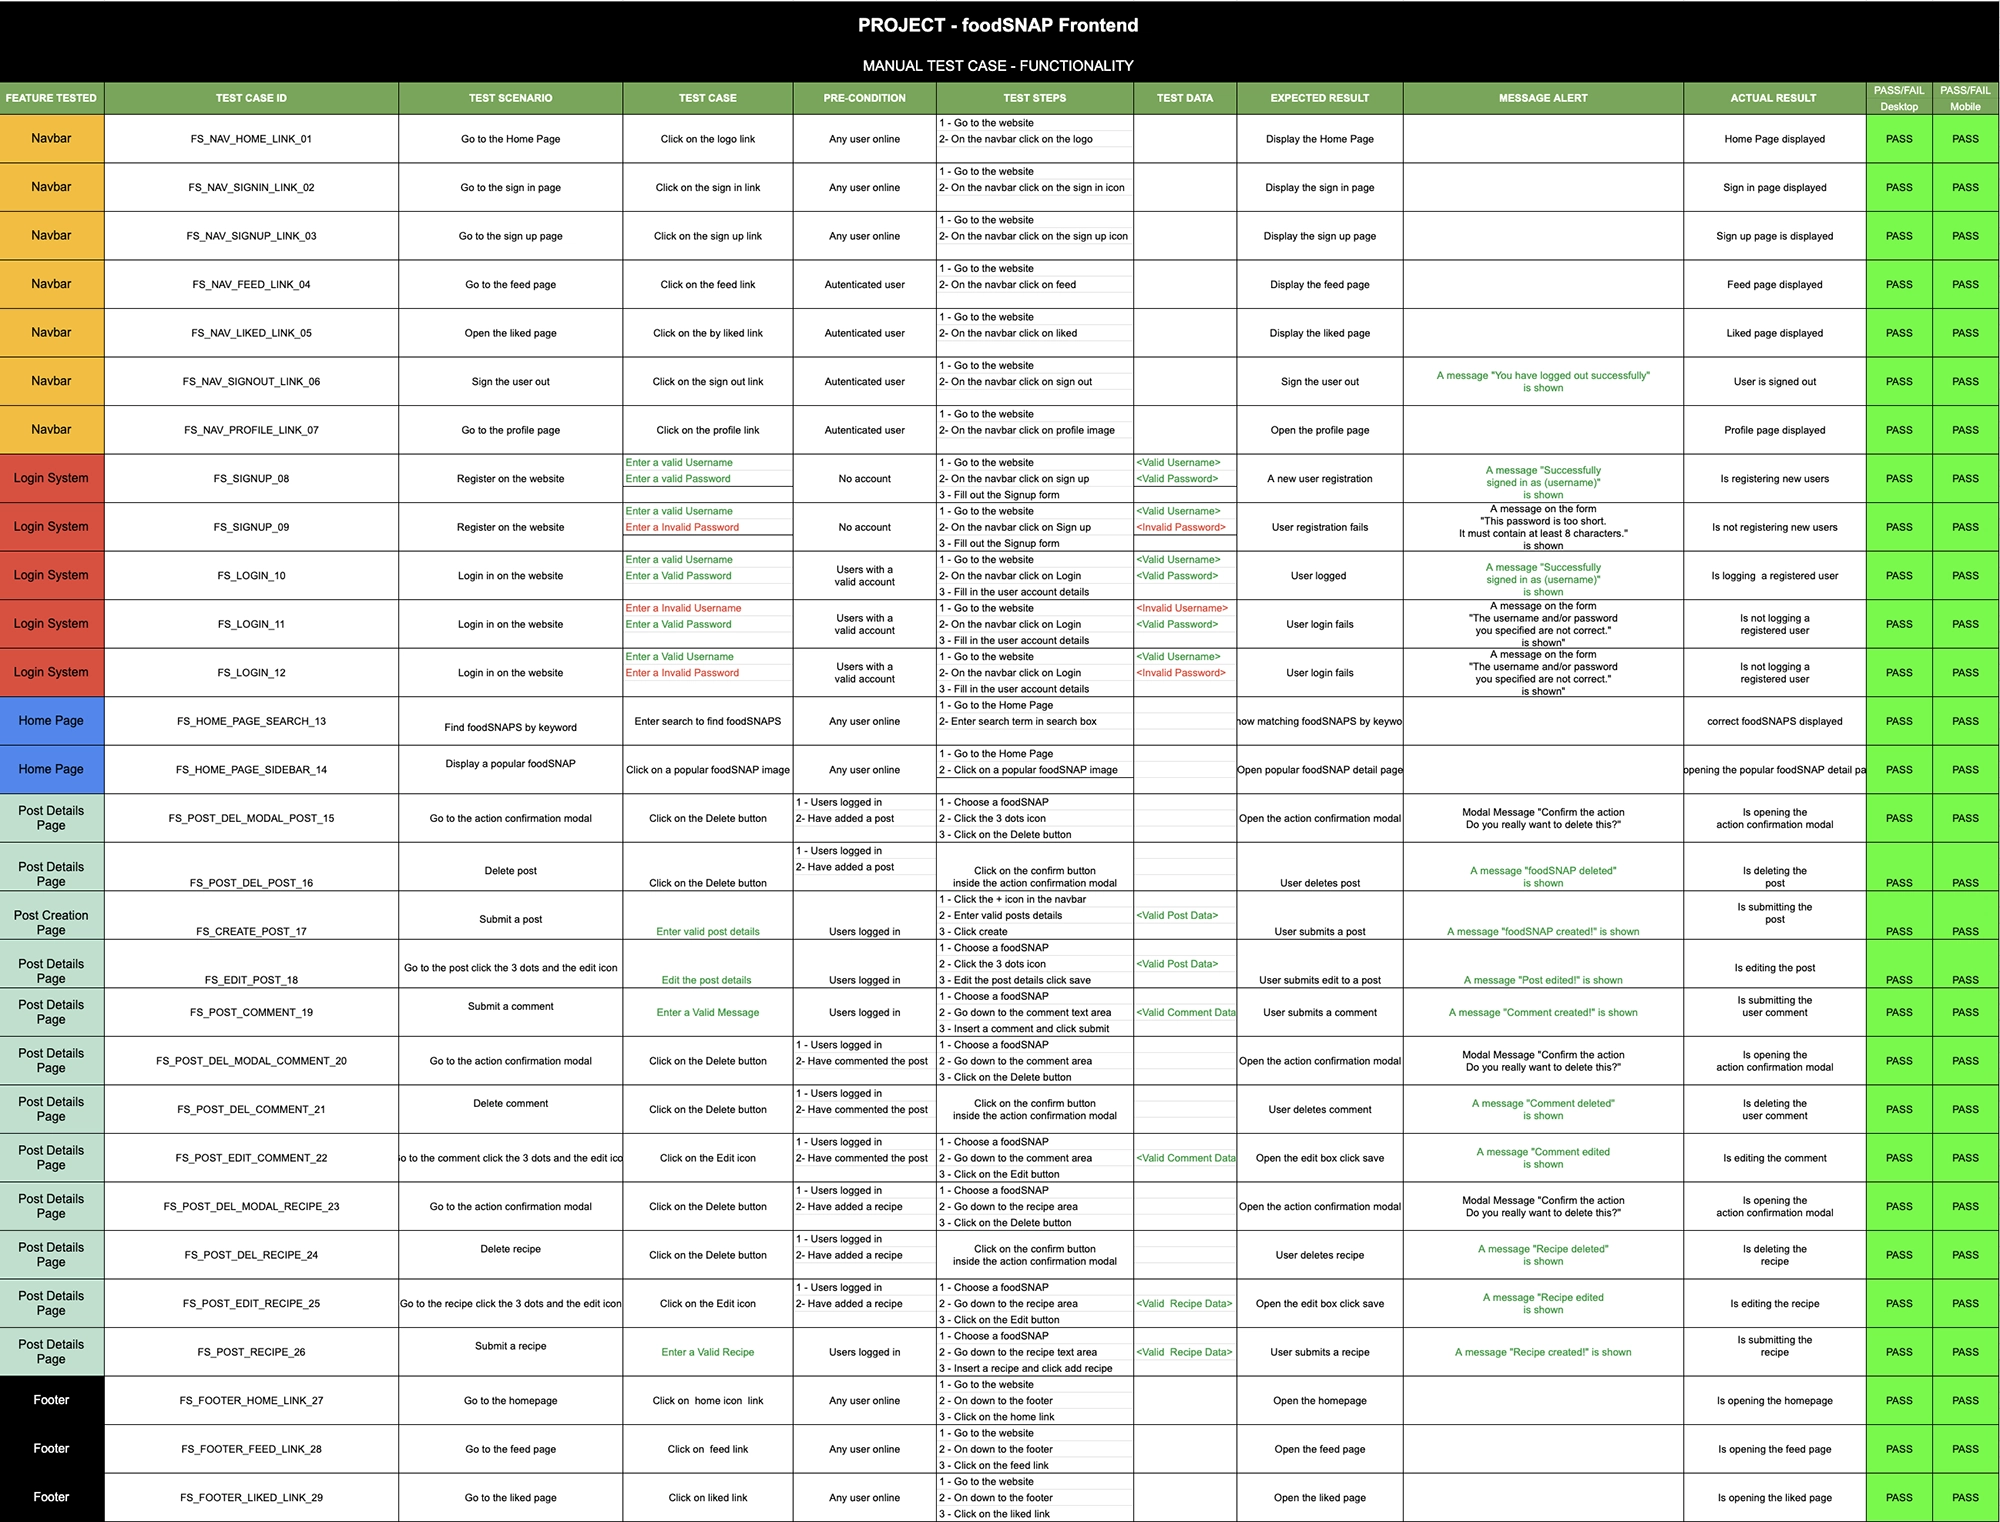 PROJECT - foodSNAP Frontend
MANUAL TEST CASE - FUNCTIONALITY
FEATURE TESTED TEST CASE ID TEST SCENARIO TEST CASE PRE-CONDITION TEST STEPS TEST DATA EXPECTED RESULT MESSAGE ALERT ACTUAL RESULT PASS/FAIL PASS/FAIL
Desktop Mobile
1 - Go to the website
Navbar FS_NAV_HOME_LINK_01 Go to the Home Page Click on the logo link Any user online 2- On the navbar click on the logo Display the Home Page Home Page displayed PASS PASS
1 - Go to the website
Navbar FS_NAV_SIGNIN_LINK_02 Go to the sign in page Click on the sign in link Any user online 2- On the navbar click on the sign in icon Display the sign in page Sign in page displayed PASS PASS
1 - Go to the website
Navbar FS_NAV_SIGNUP_LINK_03 Go to the sign up page Click on the sign up link Any user online 2- On the navbar click on the sign up icon Display the sign up page Sign up page is displayed PASS PASS
1 - Go to the website
Navbar FS_NAV_FEED_LINK_04 Go to the feed page Click on the feed link Autenticated user 2- On the navbar click on feed Display the feed page Feed page displayed PASS PASS
1 - Go to the website
Navbar FS_NAV_LIKED_LINK_05 Open the liked page Click on the by liked link Autenticated user 2- On the navbar click on liked Display the liked page Liked page displayed PASS PASS
1 - Go to the website
Navbar FS_NAV_SIGNOUT_LINK_06 Sign the user out Click on the sign out link Autenticated user 2- On the navbar click on sign out Sign the user out A message "You have logged out successfully" User is signed out PASS PASS
is shown
1 - Go to the website
Navbar FS_NAV_PROFILE_LINK_07 Go to the profile page Click on the profile link Autenticated user 2- On the navbar click on profile image Open the profile page Profile page displayed PASS PASS
Enter a valid Username 1 - Go to the website <Valid Username> A message "Successfully
Login System FS_SIGNUP_08 Register on the website Enter a valid Password No account 2- On the navbar click on sign up <Valid Password> A new user registration signed in as (username)" Is registering new users PASS PASS
3 - Fill out the Signup form is shown
Enter a valid Username 1 - Go to the website <Valid Username> A message on the form
"This password is too short.
Login System FS_SIGNUP_09 Register on the website Enter a Invalid Password No account 2- On the navbar click on Sign up <Invalid Password> User registration fails It must contain at least 8 characters." Is not registering new users PASS PASS
3 - Fill out the Signup form is shown
Enter a valid Username 1 - Go to the website <Valid Username> A message "Successfully
Login System FS_LOGIN_10 Login in on the website Enter a Valid Password Users with a 2- On the navbar click on Login <Valid Password> User logged signed in as (username)" Is logging  a registered user PASS PASS
valid account 3 - Fill in the user account details is shown
Enter a Invalid Username 1 - Go to the website <Invalid Username> A message on the form
Users with a "The username and/or password Is not logging a
Login System FS_LOGIN_11 Login in on the website Enter a Valid Password valid account 2- On the navbar click on Login <Valid Password> User login fails you specified are not correct." registered user PASS PASS
3 - Fill in the user account details is shown"
Enter a Valid Username 1 - Go to the website <Valid Username> A message on the form
Users with a "The username and/or password Is not logging a
Login System FS_LOGIN_12 Login in on the website Enter a Invalid Password valid account 2- On the navbar click on Login <Invalid Password> User login fails you specified are not correct." registered user PASS PASS
3 - Fill in the user account details is shown"
1 - Go to the Home Page
Home Page FS_HOME_PAGE_SEARCH_13 Find foodSNAPS by keyword Enter search to find foodSNAPS Any user online 2- Enter search term in search box matching foodSNAPS by correct foodSNAPS displayed PASS PASS
Display a popular foodSNAP 1 - Go to the Home Page
Home Page FS_HOME_PAGE_SIDEBAR_14 Click on a popular foodSNAP image Any user online 2 - Click on a popular foodSNAP image Open popular foodSNAP detail page opening the popular foodSNAP detail PASS PASS
Post Details 1 - Users logged in 1 - Choose a foodSNAP Modal Message "Confirm the action Is opening the
Page FS_POST_DEL_MODAL_POST_15 Go to the action confirmation modal Click on the Delete button 2- Have added a post 2 - Click the 3 dots icon Open the action confirmation modal Do you really want to delete this?" action confirmation modal PASS PASS
3 - Click on the Delete button
1 - Users logged in
Post Details Delete post 2- Have added a post Click on the confirm button A message "foodSNAP deleted" Is deleting the
Page FS_POST_DEL_POST_16 Click on the Delete button inside the action confirmation modal User deletes post is shown post PASS PASS
1 - Click the + icon in the navbar
Post Creation Submit a post 2 - Enter valid posts details <Valid Post Data> Is submitting the
Page FS_CREATE_POST_17 Enter valid post details Users logged in 3 - Click create User submits a post A message "foodSNAP created!" is shown post PASS PASS
1 - Choose a foodSNAP
Post Details Go to the post click the 3 dots and the edit icon 2 - Click the 3 dots icon <Valid Post Data> Is editing the post
Page FS_EDIT_POST_18 Edit the post details Users logged in 3 - Edit the post details click save User submits edit to a post A message "Post edited!" is shown PASS PASS
1 - Choose a foodSNAP
Post Details Submit a comment Is submitting the
Page FS_POST_COMMENT_19 Enter a Valid Message Users logged in 2 - Go down to the comment text area <Valid Comment Data User submits a comment A message "Comment created!" is shown user comment PASS PASS
3 - Insert a comment and click submit
Post Details 1 - Users logged in 1 - Choose a foodSNAP Modal Message "Confirm the action Is opening the
Page FS_POST_DEL_MODAL_COMMENT_20 Go to the action confirmation modal Click on the Delete button 2- Have commented the post 2 - Go down to the comment area Open the action confirmation modal Do you really want to delete this?" action confirmation modal PASS PASS
3 - Click on the Delete button
Post Details Delete comment 1 - Users logged in Click on the confirm button A message "Comment deleted" Is deleting the
Page FS_POST_DEL_COMMENT_21 Click on the Delete button 2- Have commented the post inside the action confirmation modal User deletes comment is shown user comment PASS PASS
Post Details 1 - Users logged in 1 - Choose a foodSNAP A message "Comment edited
Page FS_POST_EDIT_COMMENT_22 to the comment click the 3 dots and the edit Click on the Edit icon 2- Have commented the post 2 - Go down to the comment area <Valid Comment Data Open the edit box click save is shown Is editing the comment PASS PASS
3 - Click on the Edit button
Post Details 1 - Users logged in 1 - Choose a foodSNAP Modal Message "Confirm the action Is opening the
Page FS_POST_DEL_MODAL_RECIPE_23 Go to the action confirmation modal Click on the Delete button 2- Have added a recipe 2 - Go down to the recipe area Open the action confirmation modal Do you really want to delete this?" action confirmation modal PASS PASS
3 - Click on the Delete button
Post Details Delete recipe 1 - Users logged in Click on the confirm button A message "Recipe deleted" Is deleting the
Page FS_POST_DEL_RECIPE_24 Click on the Delete button 2- Have added a recipe inside the action confirmation modal User deletes recipe is shown recipe PASS PASS
Post Details 1 - Users logged in 1 - Choose a foodSNAP A message "Recipe edited
Page FS_POST_EDIT_RECIPE_25 Go to the recipe click the 3 dots and the edit icon Click on the Edit icon 2- Have added a recipe 2 - Go down to the recipe area <Valid  Recipe Data> Open the edit box click save is shown Is editing the recipe PASS PASS
3 - Click on the Edit button
Post Details Submit a recipe 1 - Choose a foodSNAP Is submitting the
Page FS_POST_RECIPE_26 Enter a Valid Recipe Users logged in 2 - Go down to the recipe text area <Valid  Recipe Data> User submits a recipe A message "Recipe created!" is shown recipe PASS PASS
3 - Insert a recipe and click add recipe
1 - Go to the website
Footer FS_FOOTER_HOME_LINK_27 Go to the homepage Click on  home icon  link Any user online 2 - On down to the footer Open the homepage Is opening the homepage PASS PASS
3 - Click on the home link
1 - Go to the website
Footer FS_FOOTER_FEED_LINK_28 Go to the feed page Click on  feed link Any user online 2 - On down to the footer Open the feed page Is opening the feed page PASS PASS
3 - Click on the feed link
1 - Go to the website
Footer FS_FOOTER_LIKED_LINK_29 Go to the liked page Click on liked link Any user online 2 - On down to the footer Open the liked page Is opening the liked page PASS PASS
3 - Click on the liked link